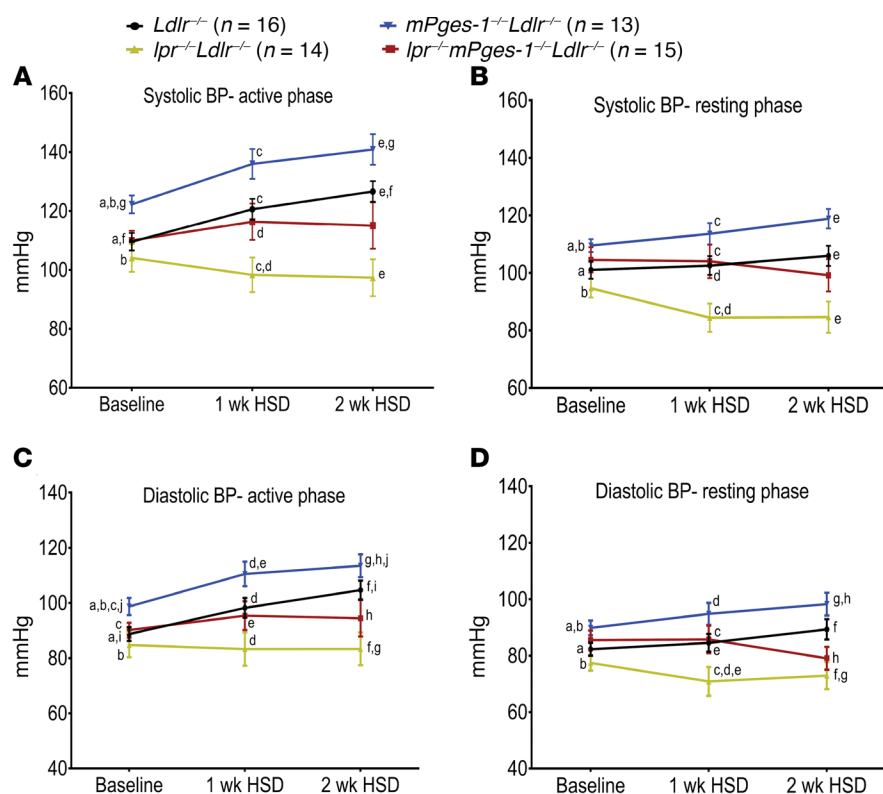 Ldlr–/– (n = 16)
mPges-1–/–Ldlr–/– (n = 13)
lpr–/–Ldlr–/– (n = 14)
lpr–/–mPges-1–/–Ldlr–/– (n = 15)
A
Systolic BP- active phase
mmHg
160
140
120
100
80
60
a,b,g
c
e,g
a,f
c
e,f
d
b
c,d
e
Baseline
1 wk HSD
2 wk HSD
B
Systolic BP- resting phase
mmHg
160
140
120
100
80
60
a,b
c
e
a
c
e
d
b
c,d
e
Baseline
1 wk HSD
2 wk HSD
C
Diastolic BP- active phase
mmHg
140
120
100
80
60
40
a,b,c,j
d,e
g,h,j
c
d
f,i
a,i
e
h
b
d
f,g
Baseline
1 wk HSD
2 wk HSD
D
Diastolic BP- resting phase
mmHg
140
120
100
80
60
40
a,b
d
g,h
a
c
f
e
h
b
c,d,e
f,g
Baseline
1 wk HSD
2 wk HSD